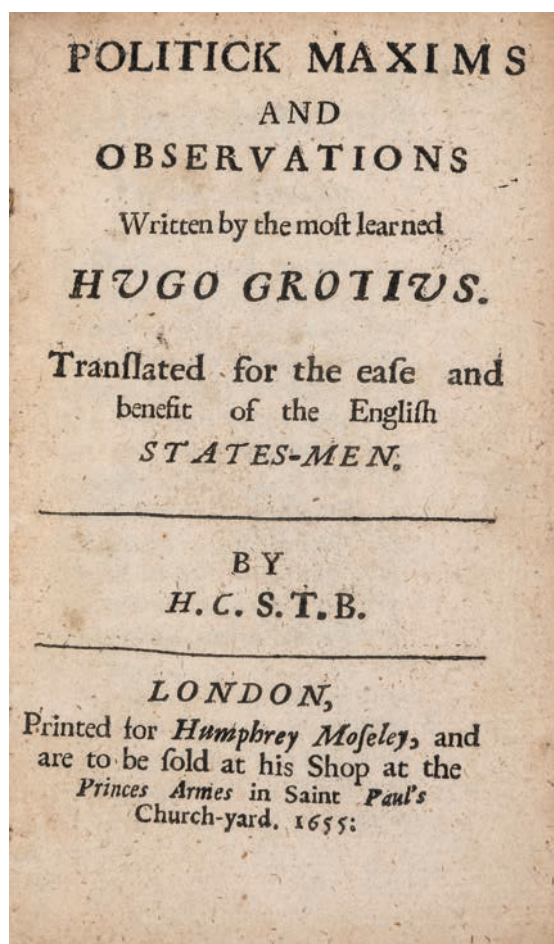 POLITICK MAXIMS
AND
OBSERVATIONS
Written by the moſt learned
HVGO GROTIVS.
Tranſlated for the eaſe and
benefit of the Engliſh
STATES-MEN.
BY
H. C. S. T. B.
LONDON,
Printed for Humphrey Moſeley, and
are to be ſold at his Shop at the
Princes Armes in Saint Paul's
Church-yard. 1655: